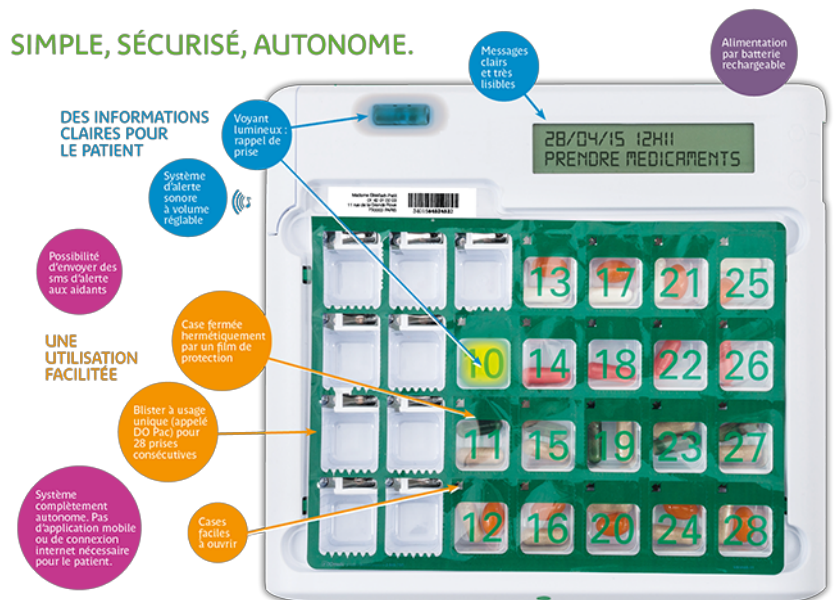 SIMPLE, SÉCURISÉ, AUTONOME.
Messages
clairs
et très
lisibles
Alimentation
par batterie
rechargeable
DES INFORMATIONS
CLAIRES POUR
LE PATIENT
Voyant
lumineux :
rappel de
prise
28/04/15 12H11
PRENDRE MEDICAMENTS
Système
d'alerte
sonore
à volume
réglable
Possibilité
d'envoyer des
sms d'alerte
aux aidants
13 17 21 25
Case fermée
hermétiquement
par un film de
protection
UNE
UTILISATION
FACILITÉE
10 14 18 22 26
Blister à usage
unique (appelé
DO Pac) pour
28 prises
consécutives
11 15 19 23 27
Système
complètement
autonome. Pas
d'application mobile
ou de connexion
internet nécessaire
pour le patient.
Cases
faciles
à ouvrir
12 16 20 24 28